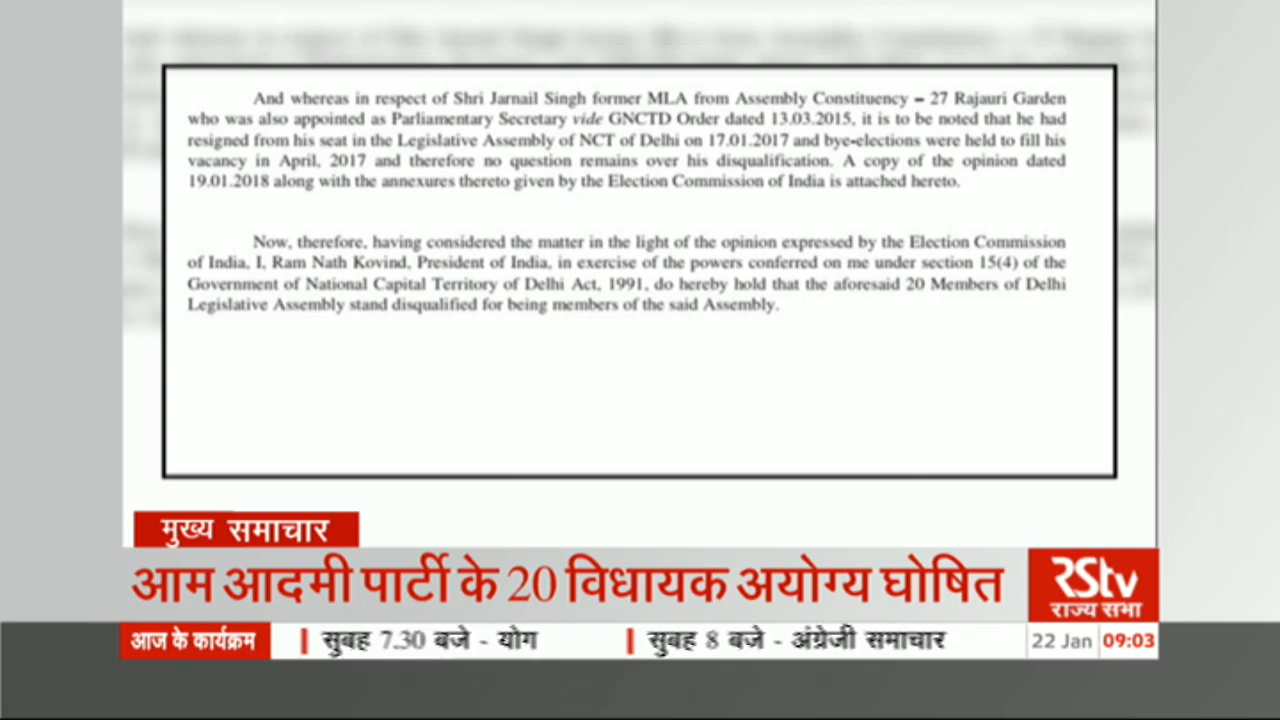 And whereas in respect of Shri Jarnail Singh former MLA from Assembly Constituency – 27 Rajauri Garden
who was also appointed as Parliamentary Secretary vide GNCTD Order dated 13.03.2015, it is to be noted that he had
resigned from his seat in the Legislative Assembly of NCT of Delhi on 17.01.2017 and bye-elections were held to fill his
vacancy in April, 2017 and therefore no question remains over his disqualification. A copy of the opinion dated
19.01.2018 along with the annexures thereto given by the Election Commission of India is attached hereto.
Now, therefore, having considered the matter in the light of the opinion expressed by the Election Commission
of India, I, Ram Nath Kovind, President of India, in exercise of the powers conferred on me under section 15(4) of the
Government of National Capital Territory of Delhi Act, 1991, do hereby hold that the aforesaid 20 Members of Delhi
Legislative Assembly stand disqualified for being members of the said Assembly.
मुख्य समाचार
आम आदमी पार्टी के 20 विधायक अयोग्य घोषित
RStv
राज्य सभा
आज के कार्यक्रम | सुबह 7.30 बजे - योग | सुबह 8 बजे - अंग्रेजी समाचार 22 Jan 09:03